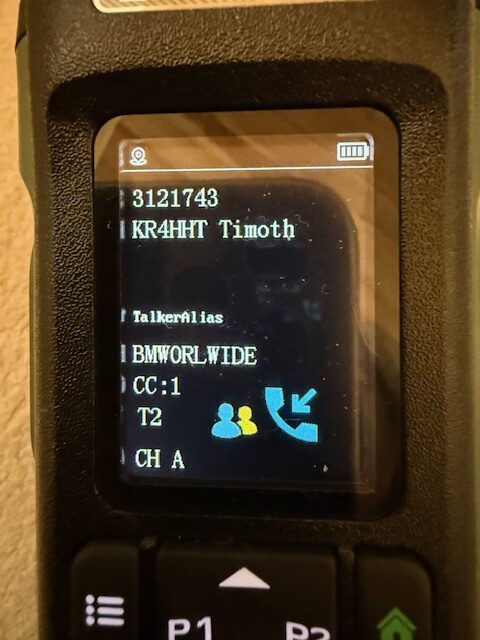 3121743
KR4HHT Timoth
TalkerAlias
BMWORLWIDE
CC:1
T2
CH A
P1
P2